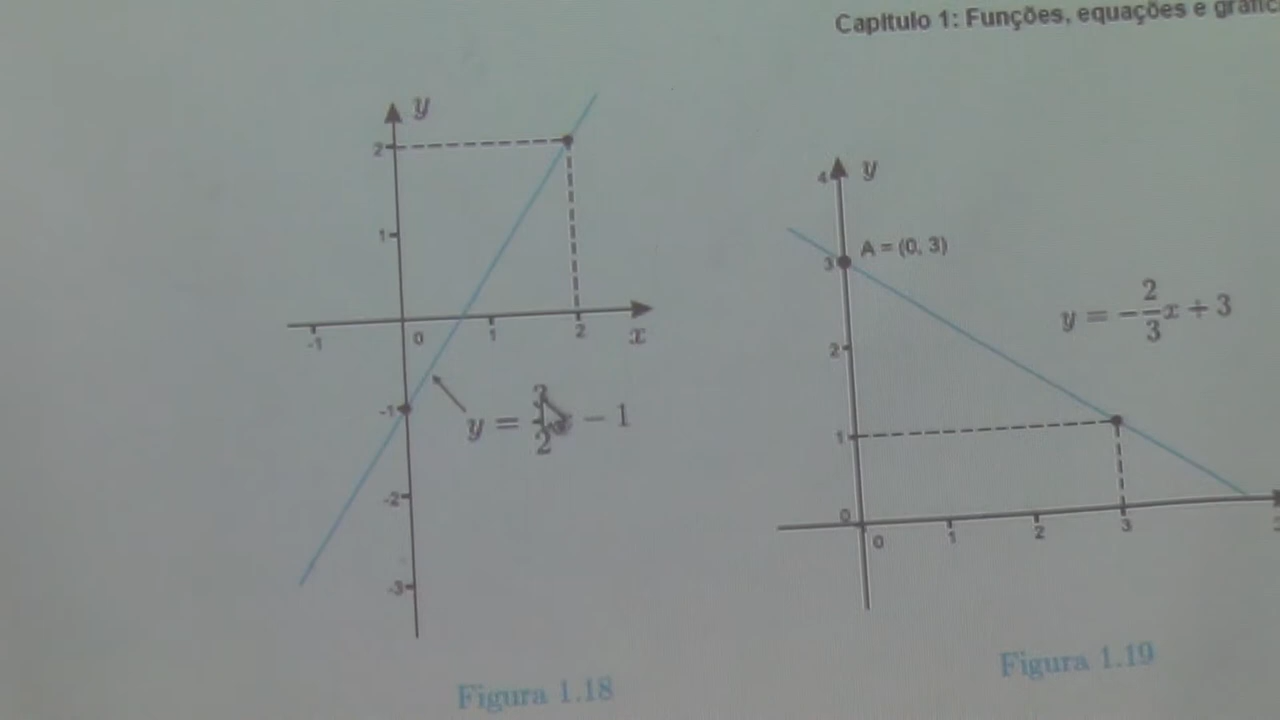 Capítulo 1: Funções, equações e gráfic
y
2
1
-1
0
1
2
x
-1
-2
-3
y = 3/2 x - 1
Figura 1.18
y
4
A = (0, 3)
3
2
1
0
0
1
2
3
y = -2/3 x + 3
Figura 1.19